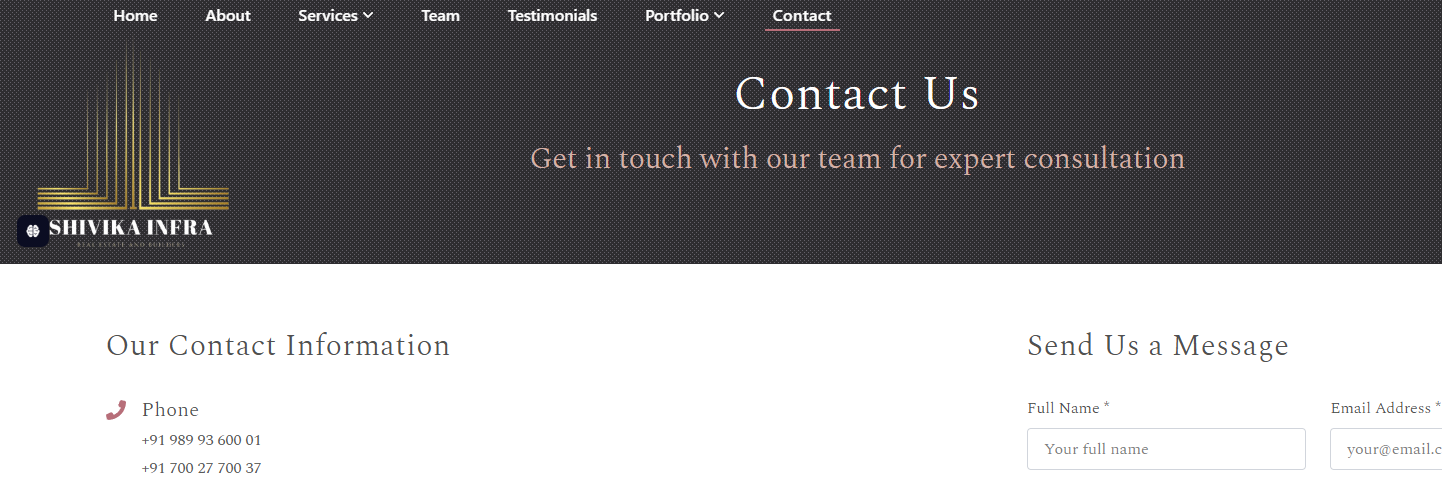 Home About Services Team Testimonials Portfolio Contact
Contact Us
Get in touch with our team for expert consultation
SHIVIKA INFRA
REAL ESTATE AND BUILDERS
Our Contact Information
Phone
+91 989 93 600 01
+91 700 27 700 37
Send Us a Message
Full Name * Email Address *
Your full name your@email.c